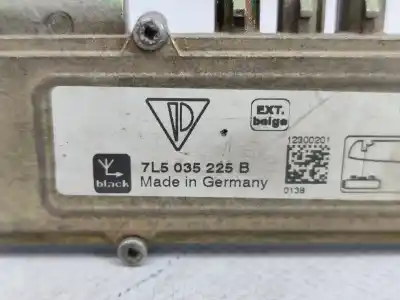 EXT.
beige
12300201
7L5 035 225 B
black
Made in Germany
0138